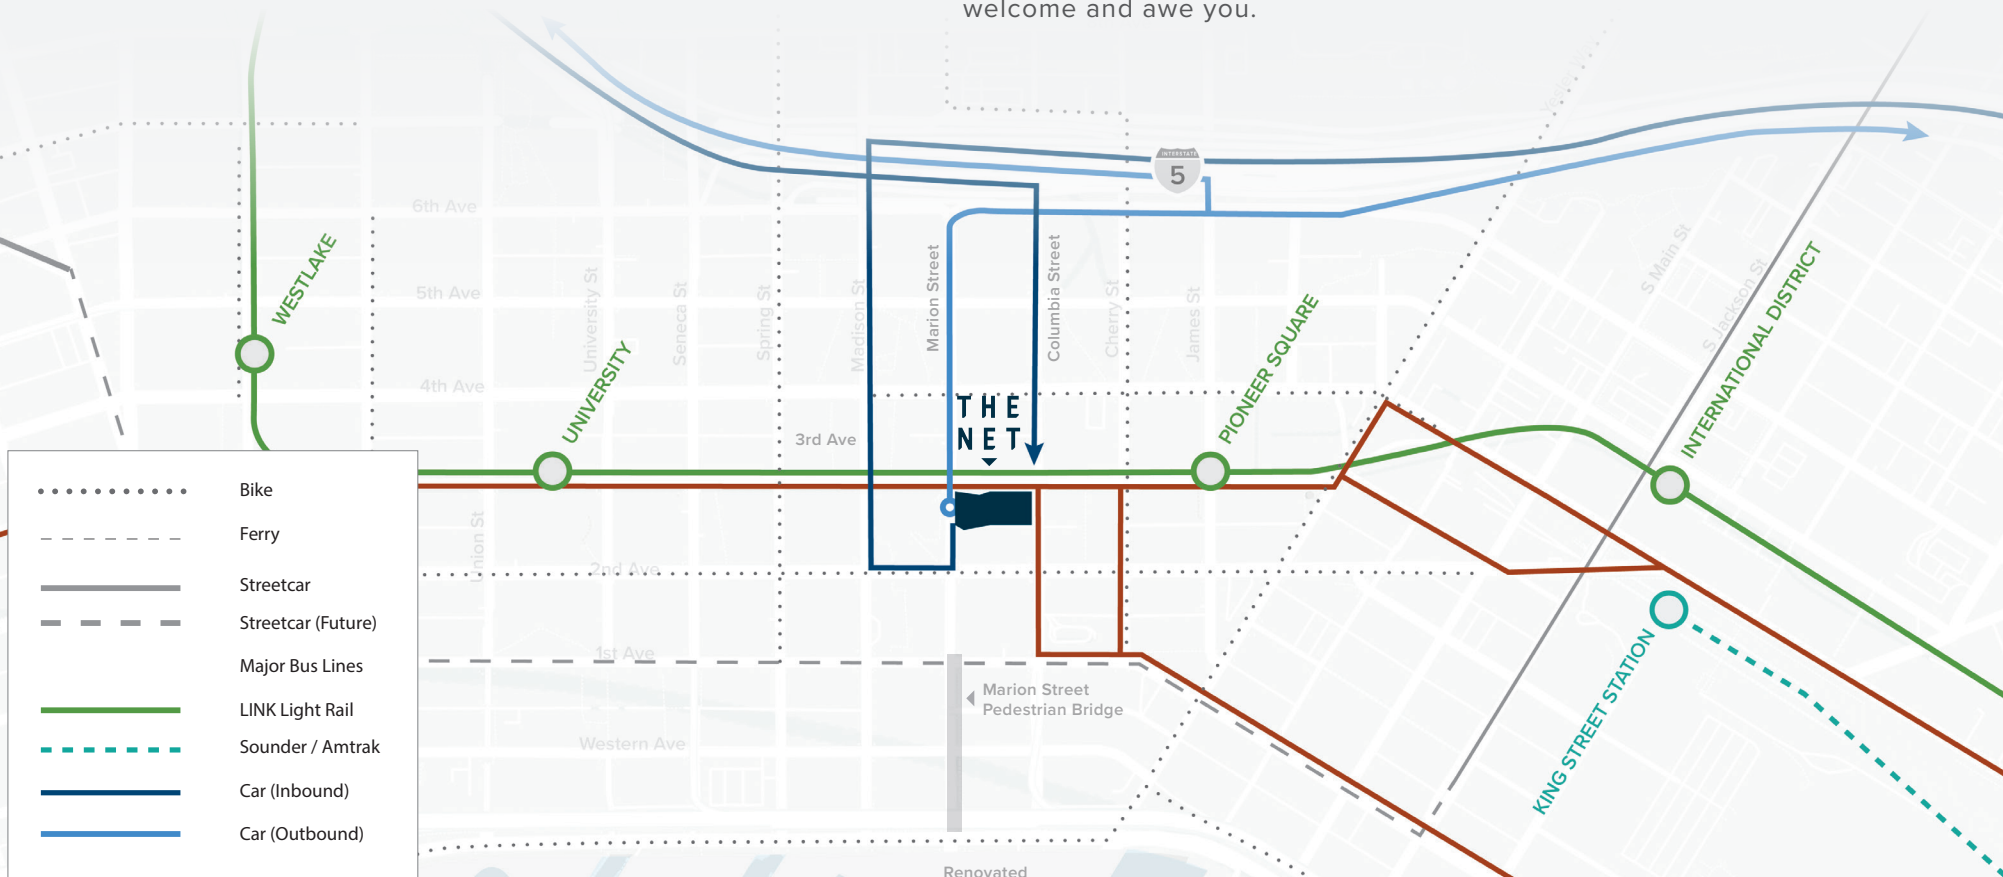 welcome and awe you.
Yesler W
INTERSTATE
5
6th Ave
WESTLAKE
5th Ave
University St
Seneca St
Spring St
Madison St
Marion Street
Columbia Street
Cherry St
James St
S Main St
S Jackson St
INTERNATIONAL DISTRICT
PIONEER SQUARE
UNIVERSITY
4th Ave
THE
NET
3rd Ave
Union St
2nd Ave
1st Ave
Marion Street
Pedestrian Bridge
Western Ave
KING STREET STATION
Renovated
Bike
Ferry
Streetcar
Streetcar (Future)
Major Bus Lines
LINK Light Rail
Sounder / Amtrak
Car (Inbound)
Car (Outbound)